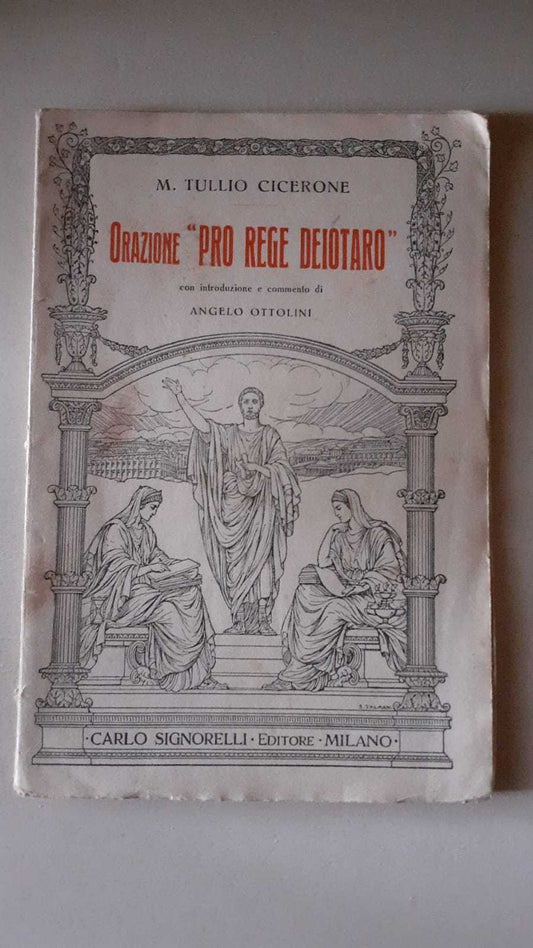 M. TULLIO CICERONE
ORAZIONE "PRO REGE DEIOTARO"
con introduzione e commento di
ANGELO OTTOLINI
·CARLO SIGNORELLI · EDITORE · MILANO·